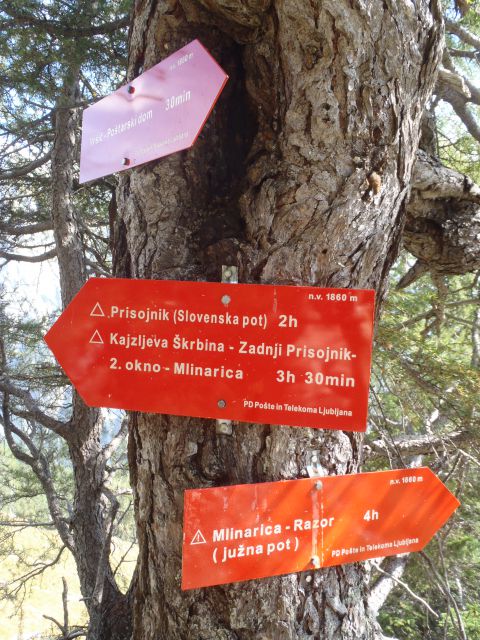 n.v. 1860 m
30min
Vršič-Poštarski dom
n.v. 1860 m
Prisojnik (Slovenska pot) 2h
Kajzljeva Škrbina - Zadnji Prisojnik-
2. okno - Mlinarica 3h 30min
PD Pošte in Telekoma Ljubljana
n.v. 1860 m
Mlinarica - Razor 4h
( južna pot )
PD Pošte in Telekoma Ljubljana